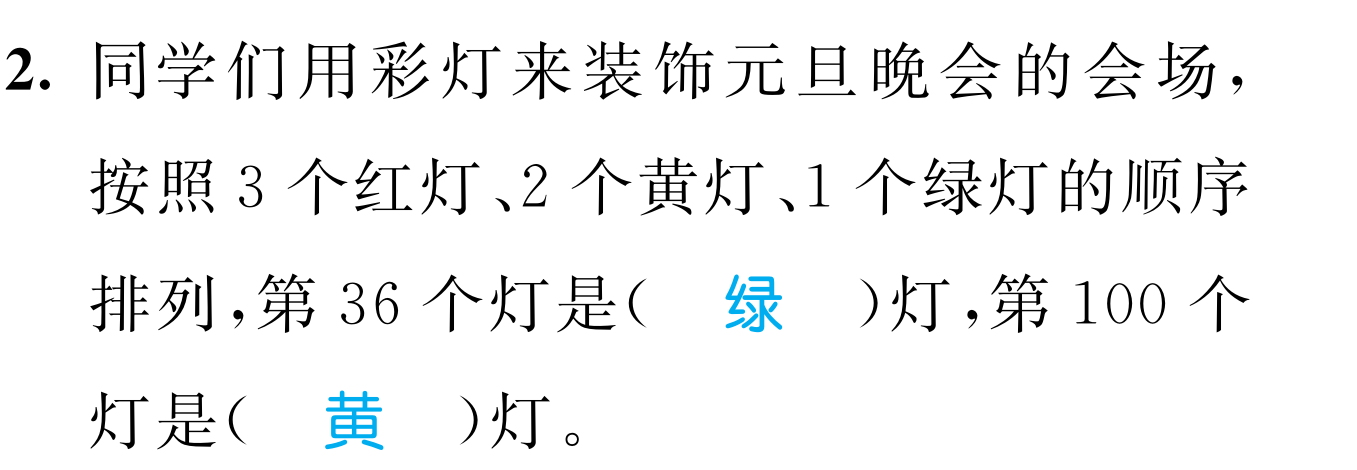 2. 同学们用彩灯来装饰元旦晚会的会场,
按照 3 个红灯、2 个黄灯、1 个绿灯的顺序
排列,第 36 个灯是( 绿 )灯,第 100 个
灯是( 黄 )灯。